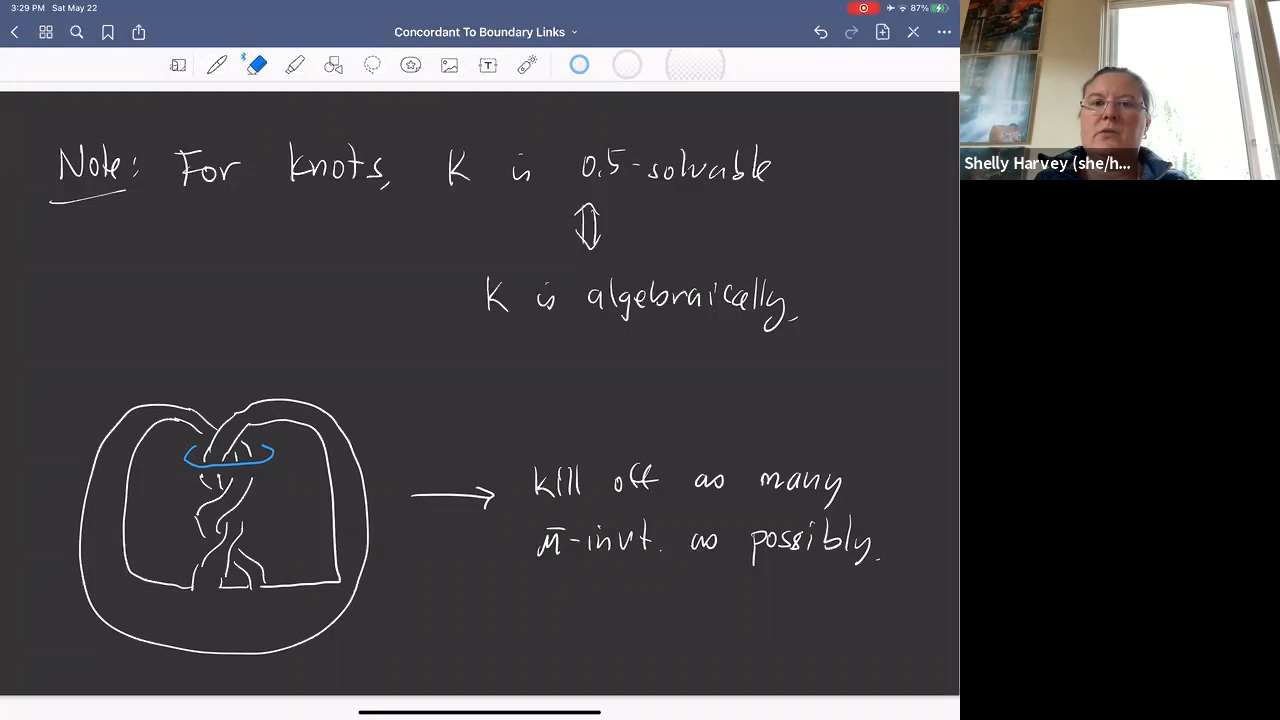 3:29 PM Sat May 22
87%
Concordant To Boundary Links
Shelly Harvey (she/h...
Note: For knots, K is 0.5-solvable
K is algebraically
kill off as many
μ̄-invt. as possibly.